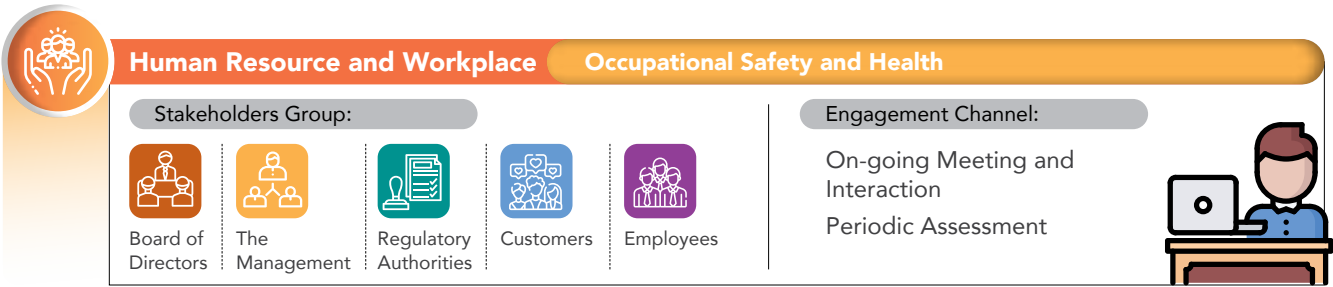 Human Resource and Workplace
Occupational Safety and Health
Stakeholders Group:
Board of
Directors
The
Management
Regulatory
Authorities
Customers
Employees
Engagement Channel:
On-going Meeting and
Interaction
Periodic Assessment